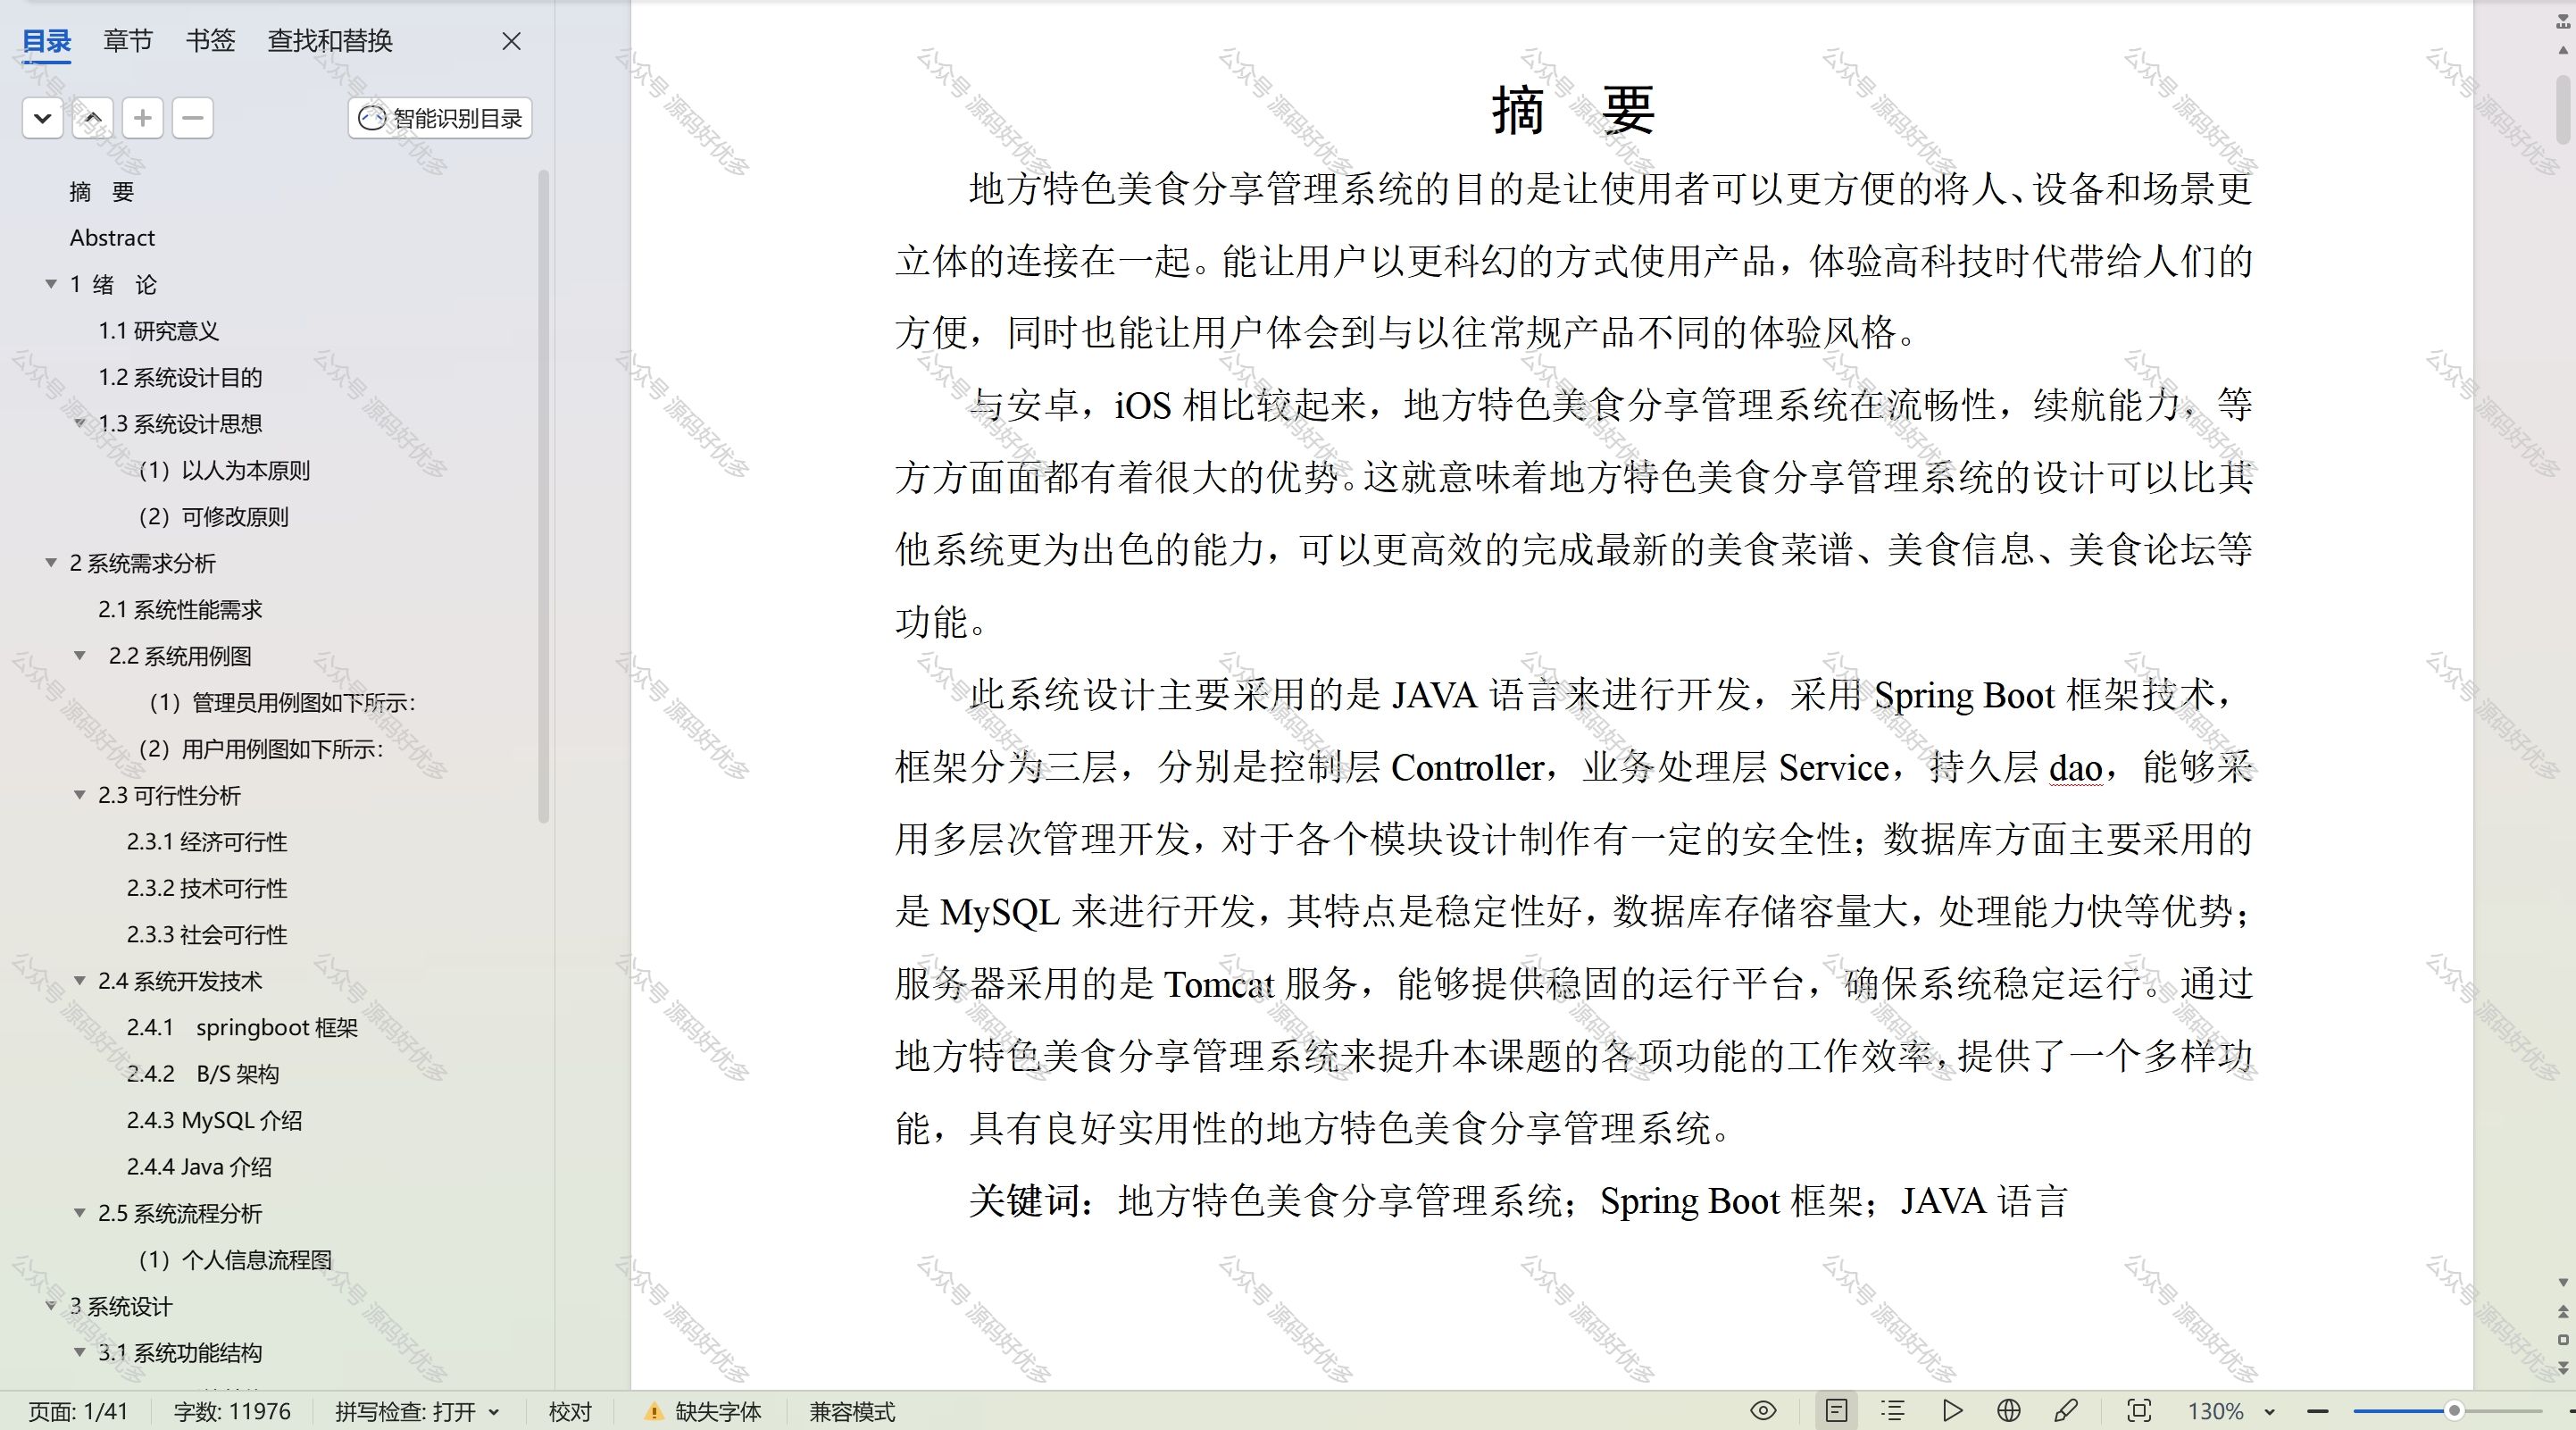 目录 章节 书签 查找和替换
智能识别目录
摘 要
Abstract
1 绪 论
1.1 研究意义
1.2 系统设计目的
1.3 系统设计思想
（1）以人为本原则
（2）可修改原则
2 系统需求分析
2.1 系统性能需求
2.2 系统用例图
（1）管理员用例图如下所示：
（2）用户用例图如下所示：
2.3 可行性分析
2.3.1 经济可行性
2.3.2 技术可行性
2.3.3 社会可行性
2.4 系统开发技术
2.4.1 springboot 框架
2.4.2 B/S 架构
2.4.3 MySQL 介绍
2.4.4 Java 介绍
2.5 系统流程分析
（1）个人信息流程图
3 系统设计
3.1 系统功能结构
摘 要
地方特色美食分享管理系统的目的是让使用者可以更方便的将人、设备和场景更
立体的连接在一起。能让用户以更科幻的方式使用产品，体验高科技时代带给人们的
方便，同时也能让用户体会到与以往常规产品不同的体验风格。
与安卓，iOS 相比较起来，地方特色美食分享管理系统在流畅性，续航能力，等
方方面面都有着很大的优势。这就意味着地方特色美食分享管理系统的设计可以比其
他系统更为出色的能力，可以更高效的完成最新的美食菜谱、美食信息、美食论坛等
功能。
此系统设计主要采用的是 JAVA 语言来进行开发，采用 Spring Boot 框架技术，
框架分为三层，分别是控制层 Controller，业务处理层 Service，持久层 dao，能够采
用多层次管理开发，对于各个模块设计制作有一定的安全性；数据库方面主要采用的
是 MySQL 来进行开发，其特点是稳定性好，数据库存储容量大，处理能力快等优势；
服务器采用的是 Tomcat 服务，能够提供稳固的运行平台，确保系统稳定运行。通过
地方特色美食分享管理系统来提升本课题的各项功能的工作效率，提供了一个多样功
能，具有良好实用性的地方特色美食分享管理系统。
关键词：地方特色美食分享管理系统；Spring Boot 框架；JAVA 语言
页面: 1/41 字数: 11976 拼写检查: 打开 校对 缺失字体 兼容模式 130%
公众号 源码好优多